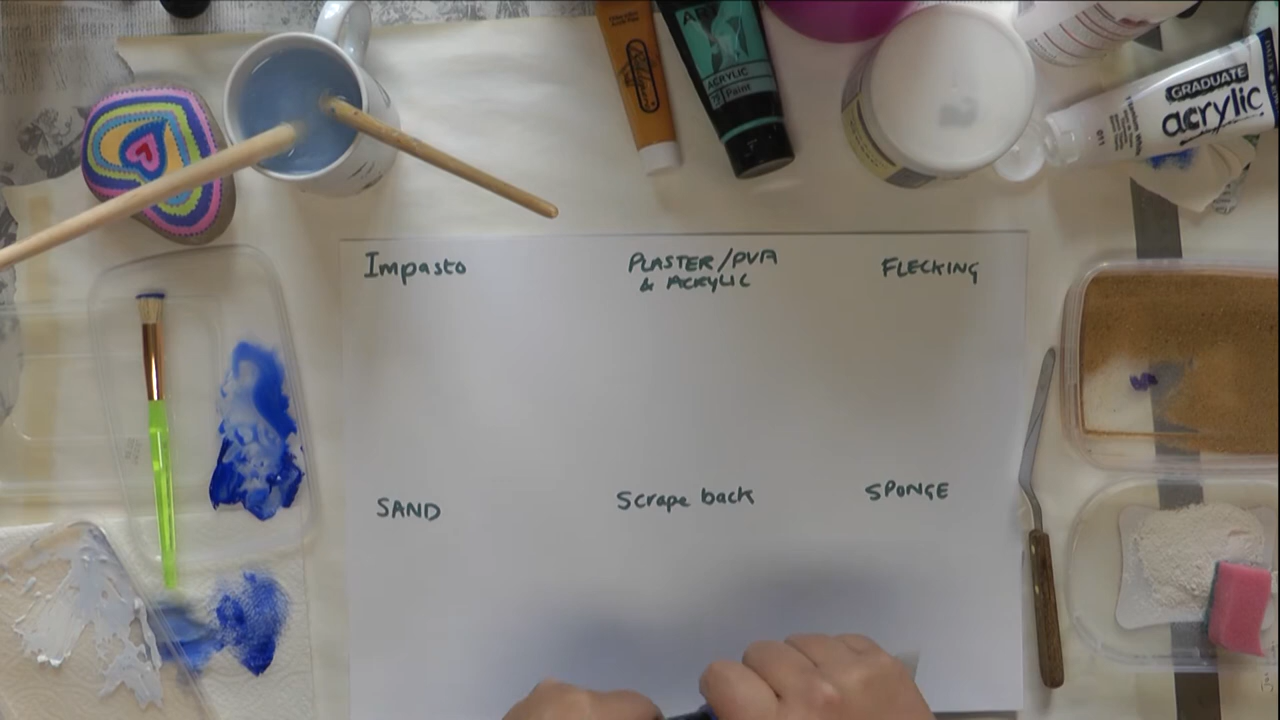 ACRYLIC
Paint
GRADUATE
acrylic
Impasto
PLASTER/PVA
& ACRYLIC
FLECKING
SAND
Scrape back
SPONGE